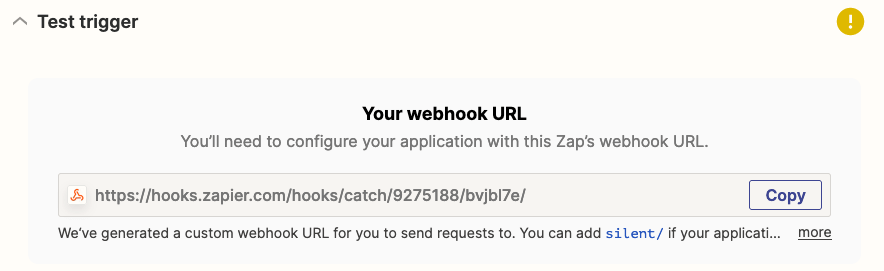 Test trigger
Your webhook URL
You'll need to configure your application with this Zap's webhook URL.
https://hooks.zapier.com/hooks/catch/9275188/bvjbl7e/ Copy
We've generated a custom webhook URL for you to send requests to. You can add silent/ if your applicati... more